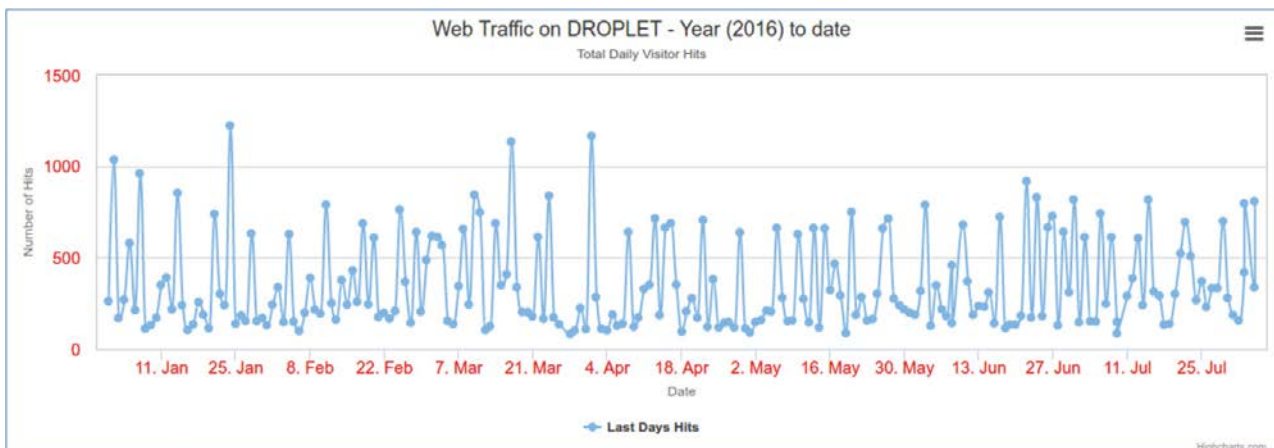 Web Traffic on DROPLET - Year (2016) to date
Total Daily Visitor Hits
1500
1000
500
0
Number of Hits
11. Jan 25. Jan 8. Feb 22. Feb 7. Mar 21. Mar 4. Apr 18. Apr 2. May 16. May 30. May 13. Jun 27. Jun 11. Jul 25. Jul
Date
Last Days Hits
Highcharts.com